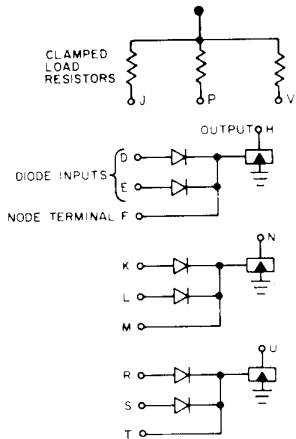 CLAMPED
LOAD
RESISTORS
J P V
OUTPUT H
D
DIODE INPUTS
E
NODE TERMINAL F
N
K
L
M
U
R
S
T